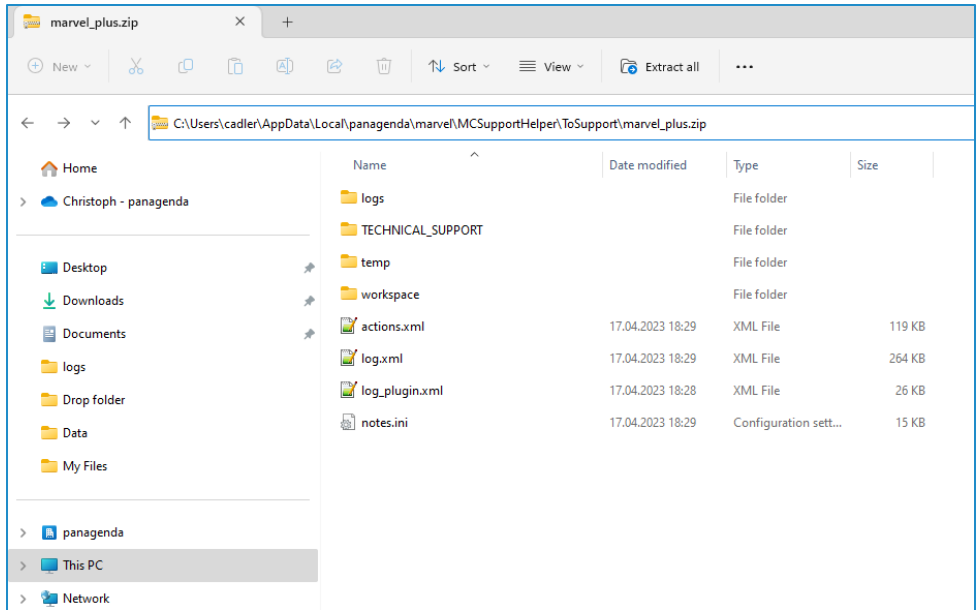 marvel_plus.zip
New
Sort
View
Extract all
C:\Users\cadler\AppData\Local\panagenda\marvel\MCSupportHelper\ToSupport\marvel_plus.zip
Home
Christoph - panagenda
Desktop
Downloads
Documents
logs
Drop folder
Data
My Files
panagenda
This PC
Network
Name Date modified Type Size
logs File folder
TECHNICAL_SUPPORT File folder
temp File folder
workspace File folder
actions.xml 17.04.2023 18:29 XML File 119 KB
log.xml 17.04.2023 18:29 XML File 264 KB
log_plugin.xml 17.04.2023 18:28 XML File 26 KB
notes.ini 17.04.2023 18:29 Configuration sett... 15 KB